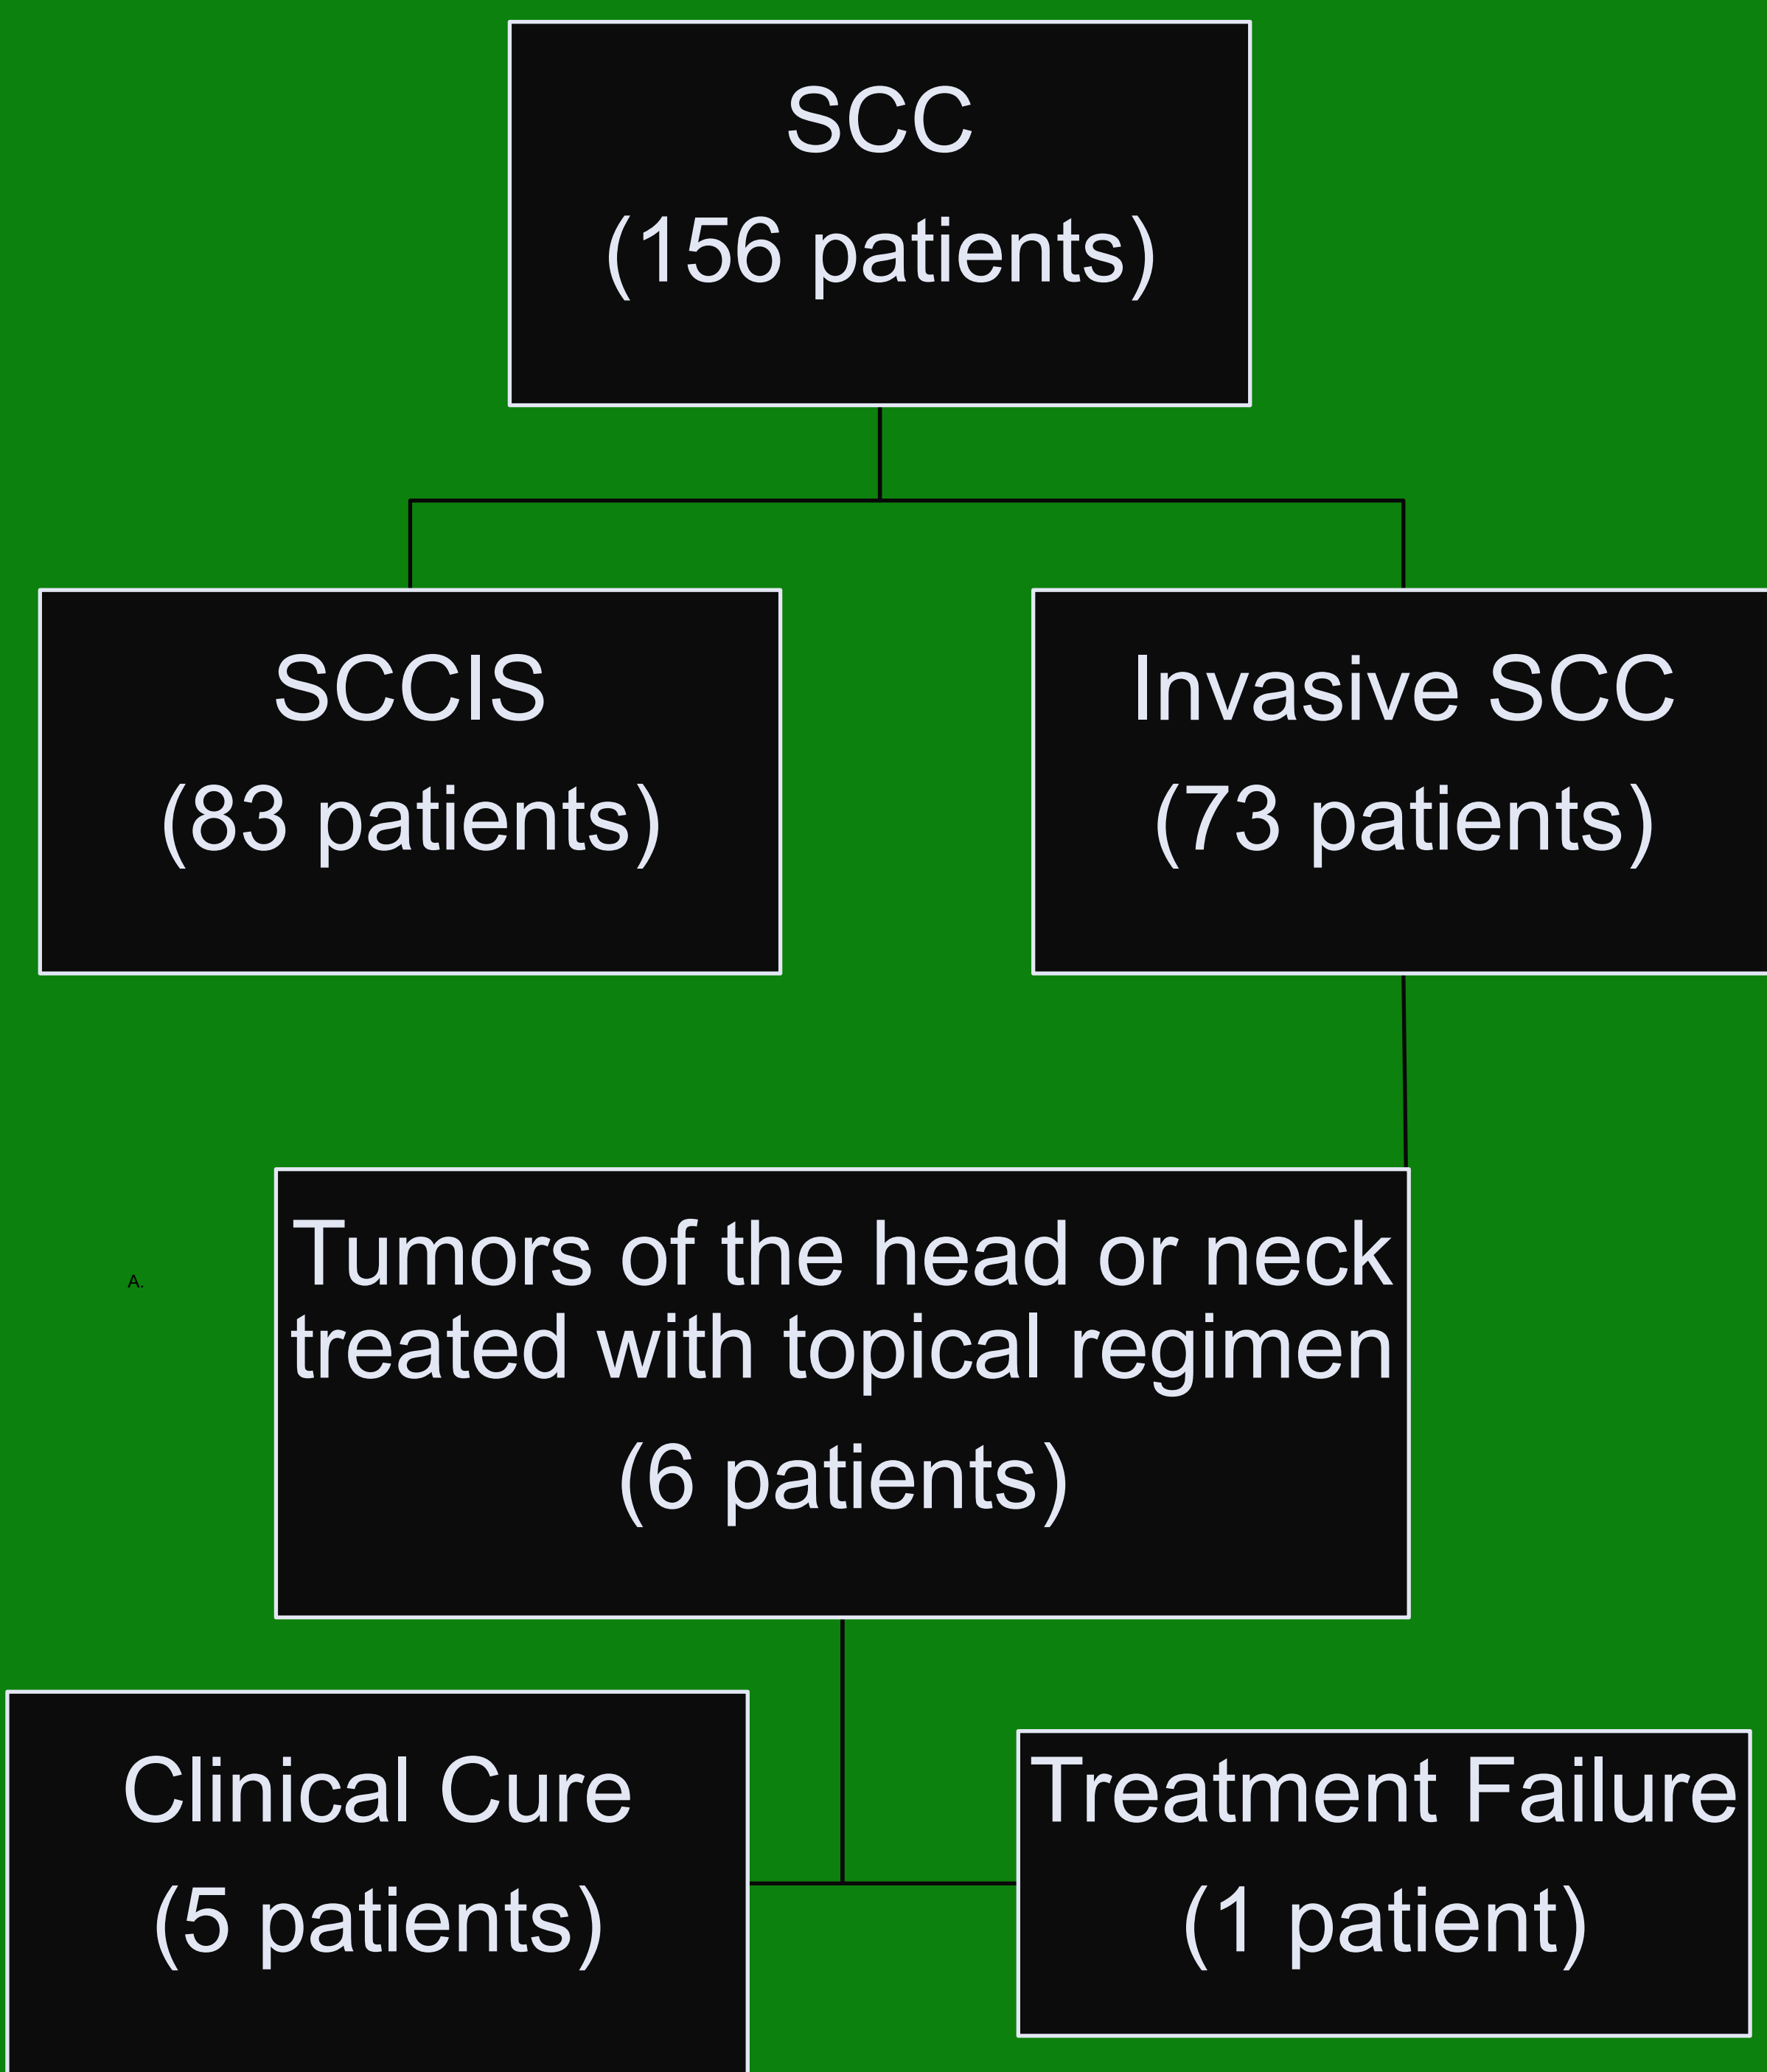 SCC
(156 patients)
SCCIS
(83 patients)
Invasive SCC
(73 patients)
A.
Tumors of the head or neck
treated with topical regimen
(6 patients)
Clinical Cure
(5 patients)
Treatment Failure
(1 patient)